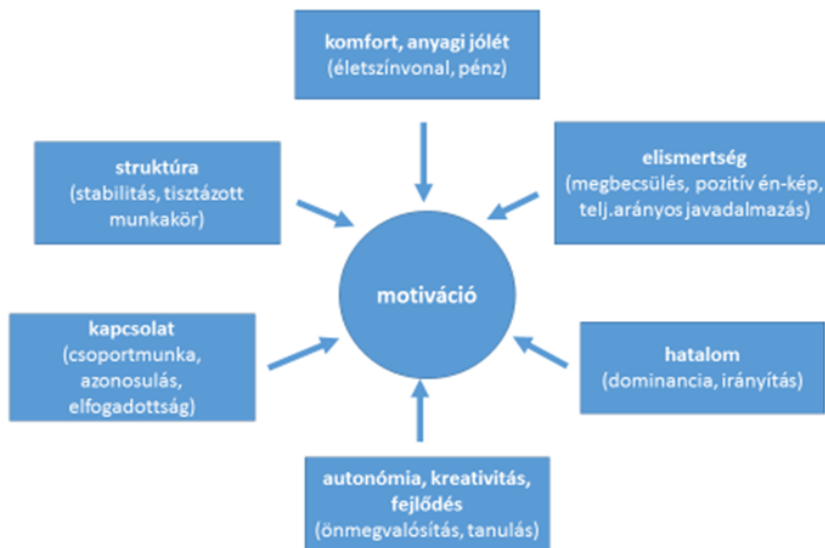 komfort, anyagi jólét
(életszínvonal, pénz)
struktúra
(stabilitás, tisztázott
munkakör)
elismertség
(megbecsülés, pozitív én-kép,
telj.arányos javadalmazás)
motiváció
kapcsolat
(csoportmunka,
azonosulás,
elfogadottság)
hatalom
(dominancia, irányítás)
autonómia, kreativitás,
fejlődés
(önmegvalósítás, tanulás)